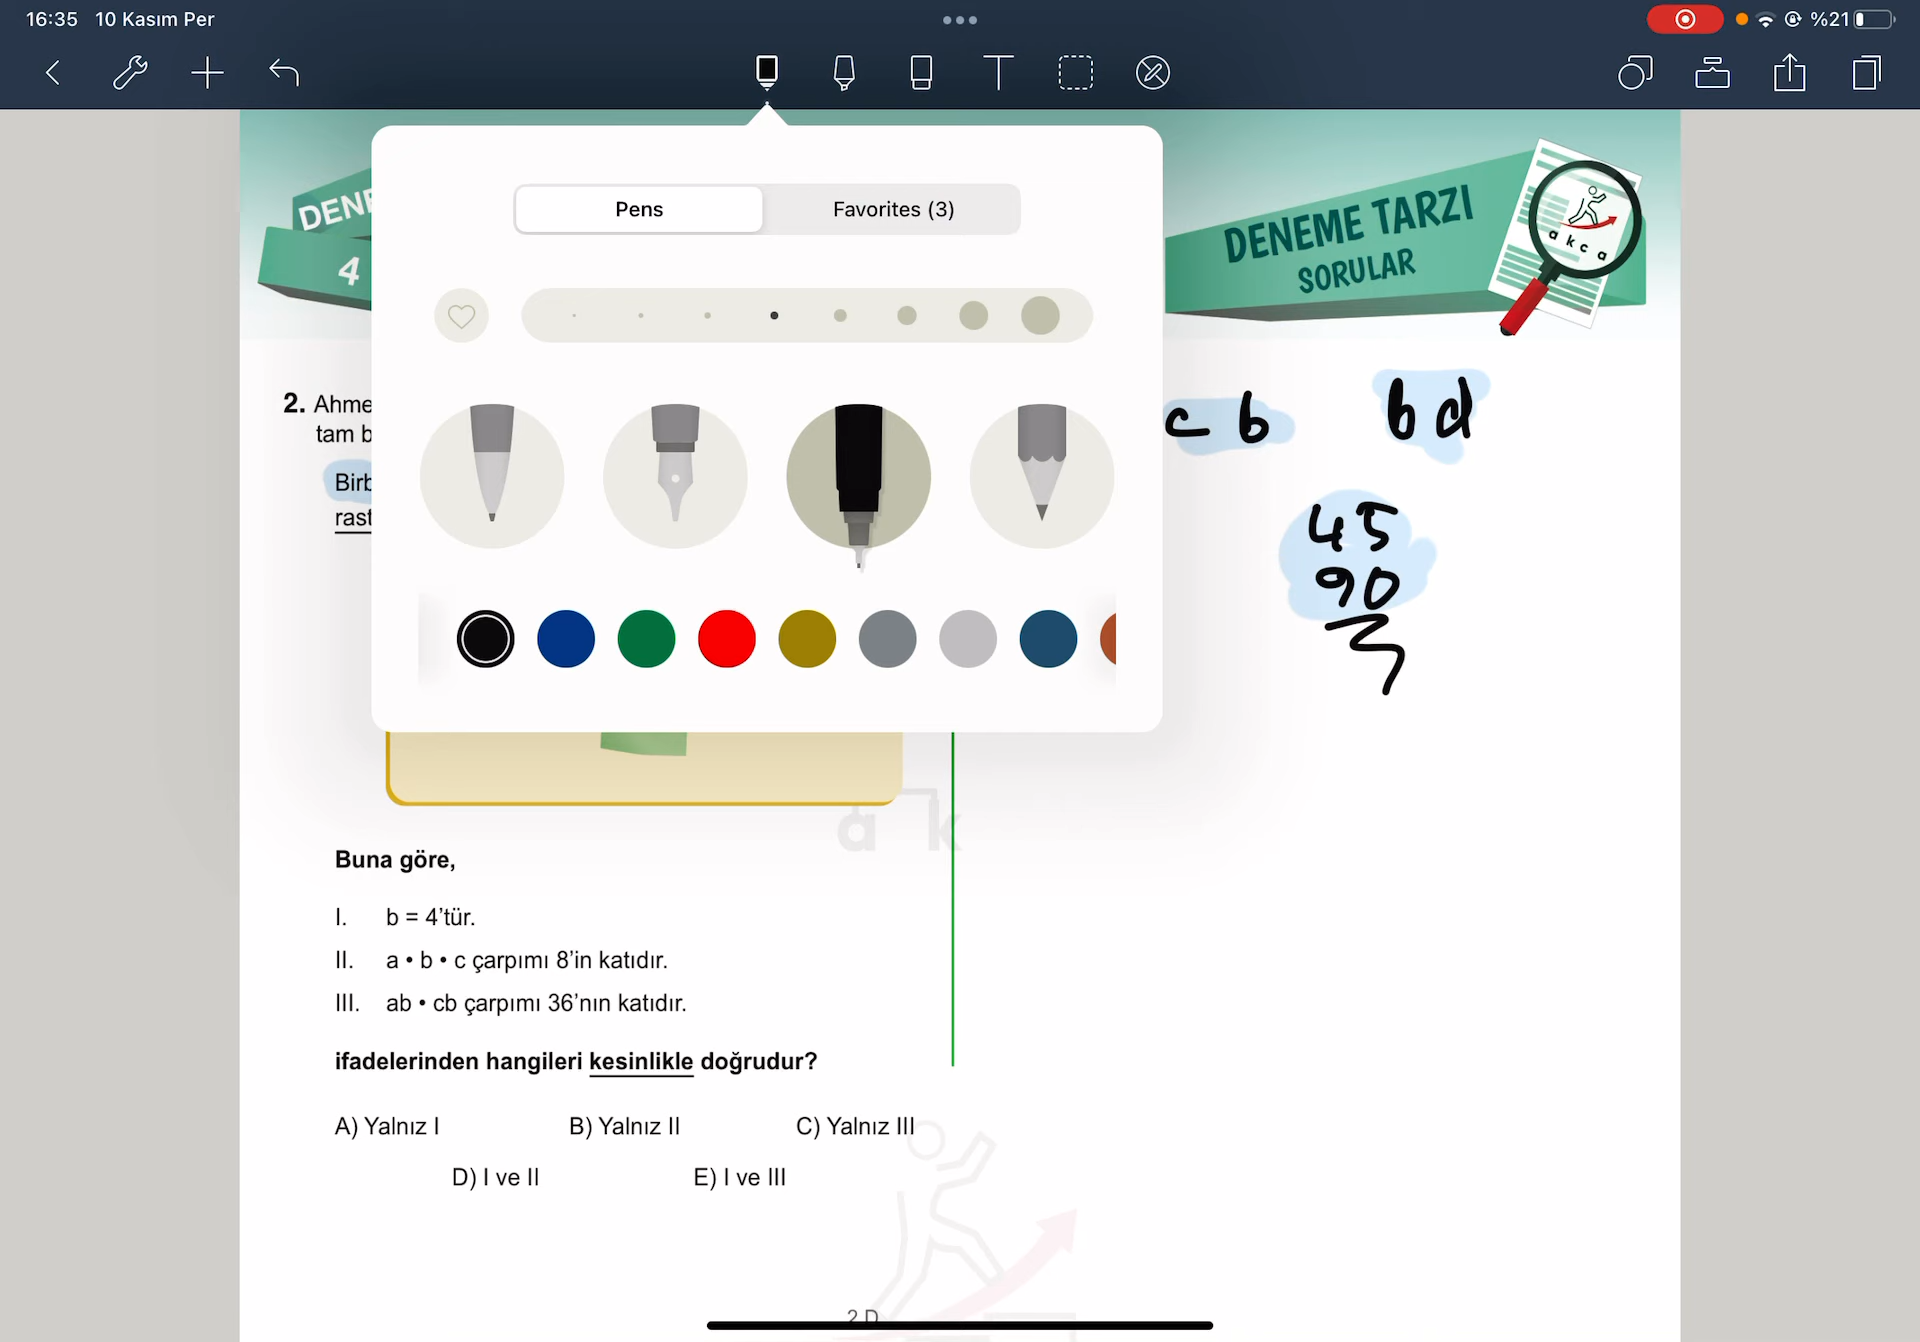 16:35 10 Kasım Per
%21
Pens
Favorites (3)
DENE
4
DENEME TARZI
SORULAR
akca
2. Ahme
tam b
Birb
rast
c b
b d
45
90
a k
Buna göre,
I. b = 4'tür.
II. a • b • c çarpımı 8'in katıdır.
III. ab • cb çarpımı 36'nın katıdır.
ifadelerinden hangileri kesinlikle doğrudur?
A) Yalnız I B) Yalnız II C) Yalnız III
D) I ve II E) I ve III
2 D